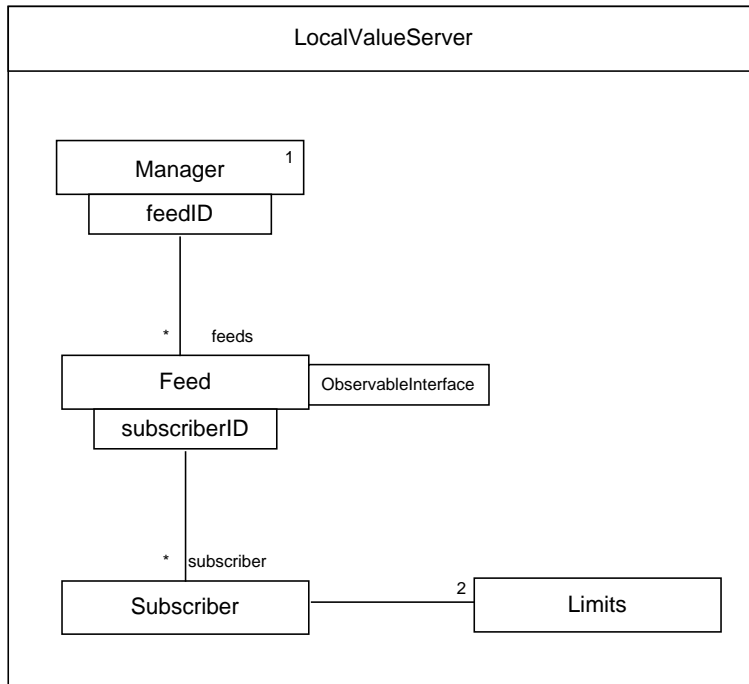 LocalValueServer
Manager 1
feedID
* feeds
Feed
ObservableInterface
subscriberID
* subscriber
Subscriber
2
Limits